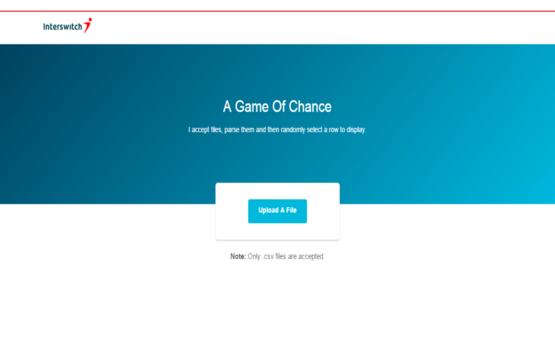 Interswitch
A Game Of Chance
I accept files, parse them and then randomly select a row to display.
Upload A File
Note: Only .csv files are accepted.